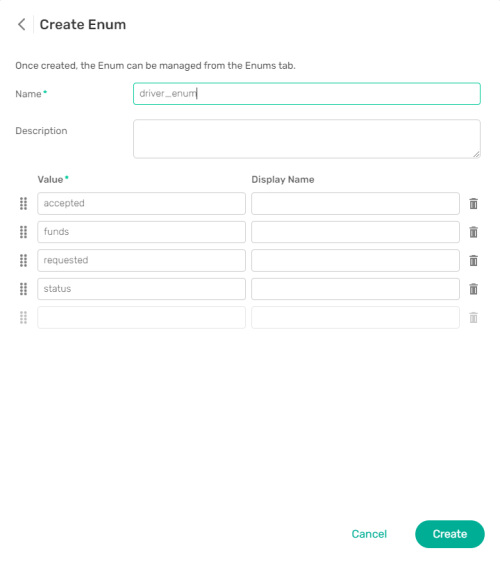 Create Enum
Once created, the Enum can be managed from the Enums tab.
Name * driver_enum
Description
Value * Display Name
accepted
funds
requested
status
Cancel Create